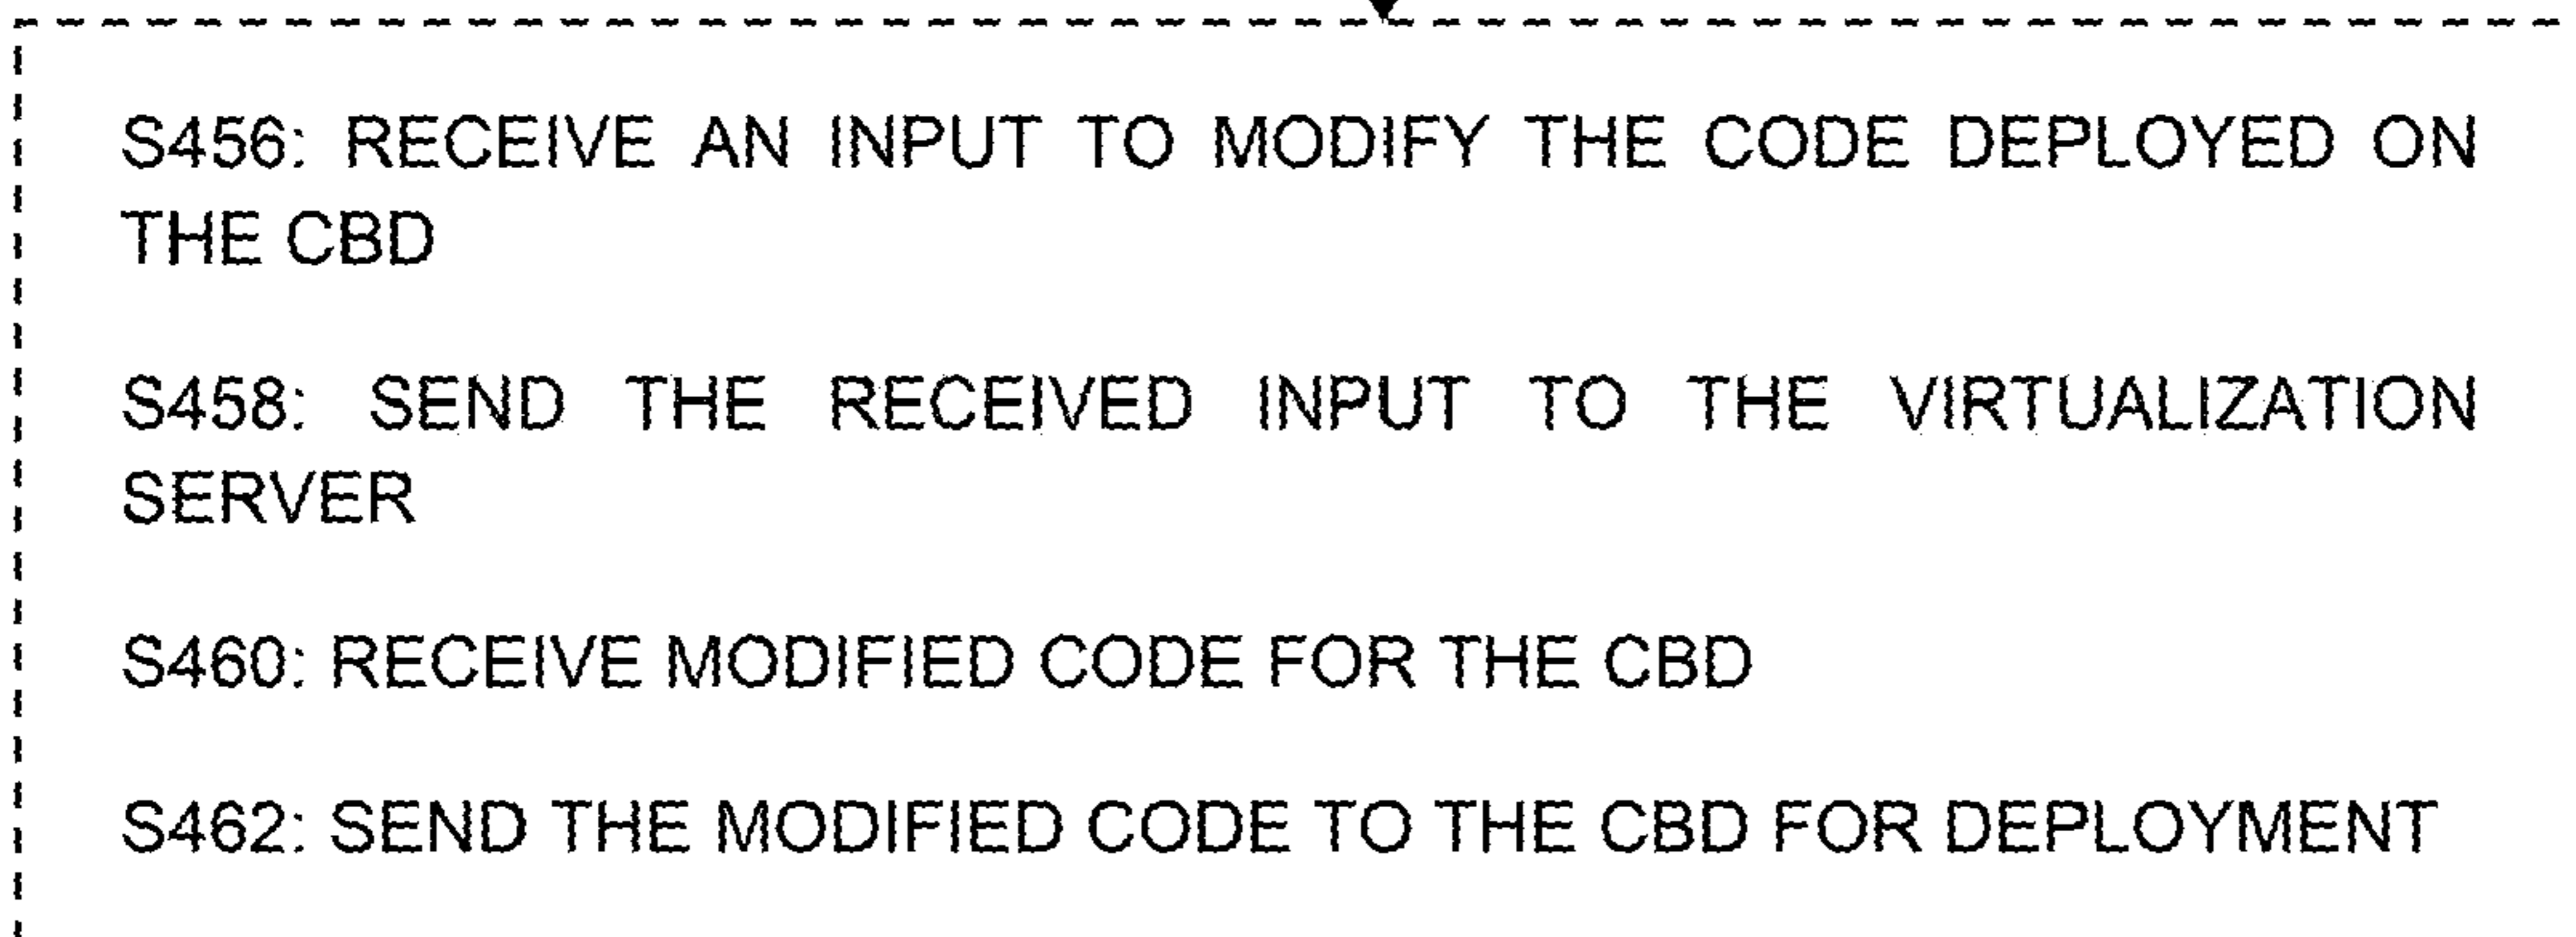 S456: RECEIVE AN INPUT TO MODIFY THE CODE DEPLOYED ON
THE CBD
S458: SEND THE RECEIVED INPUT TO THE VIRTUALIZATION
SERVER
S460: RECEIVE MODIFIED CODE FOR THE CBD
S462: SEND THE MODIFIED CODE TO THE CBD FOR DEPLOYMENT